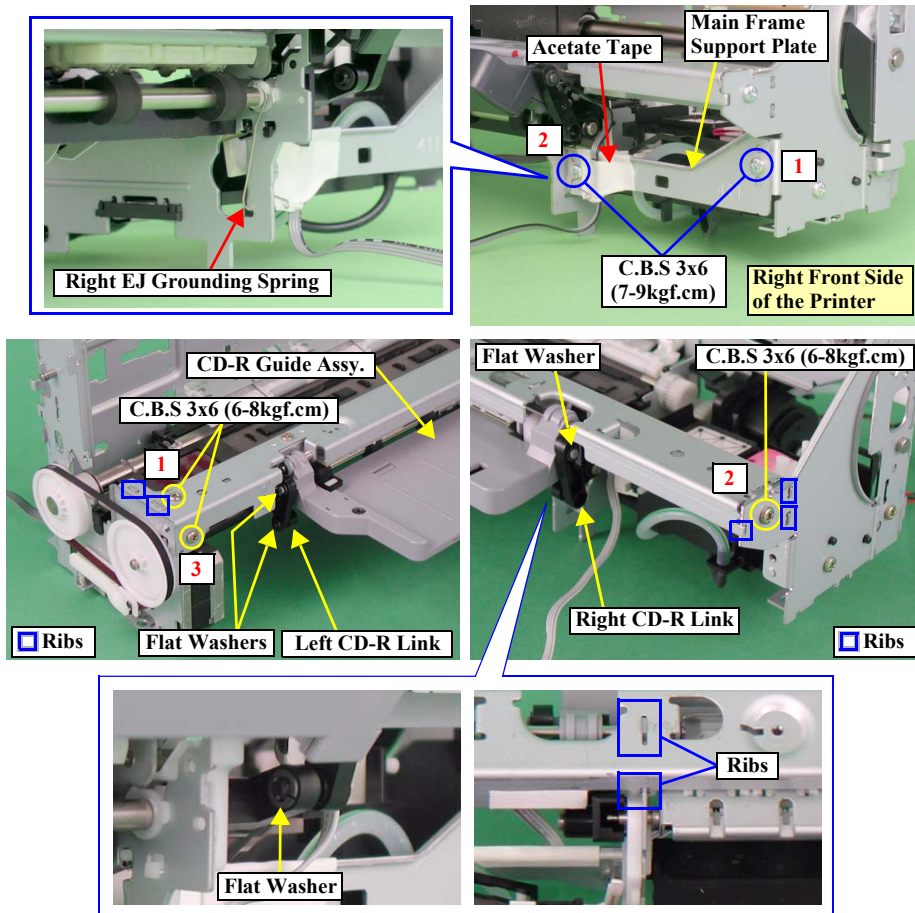 Acetate Tape
Main Frame
Support Plate
2
1
Right EJ Grounding Spring
C.B.S 3x6
(7-9kgf.cm)
Right Front Side
of the Printer
CD-R Guide Assy.
C.B.S 3x6 (6-8kgf.cm)
1
3
Ribs
Flat Washers
Left CD-R Link
Flat Washer
C.B.S 3x6 (6-8kgf.cm)
2
Right CD-R Link
Ribs
Flat Washer
Ribs